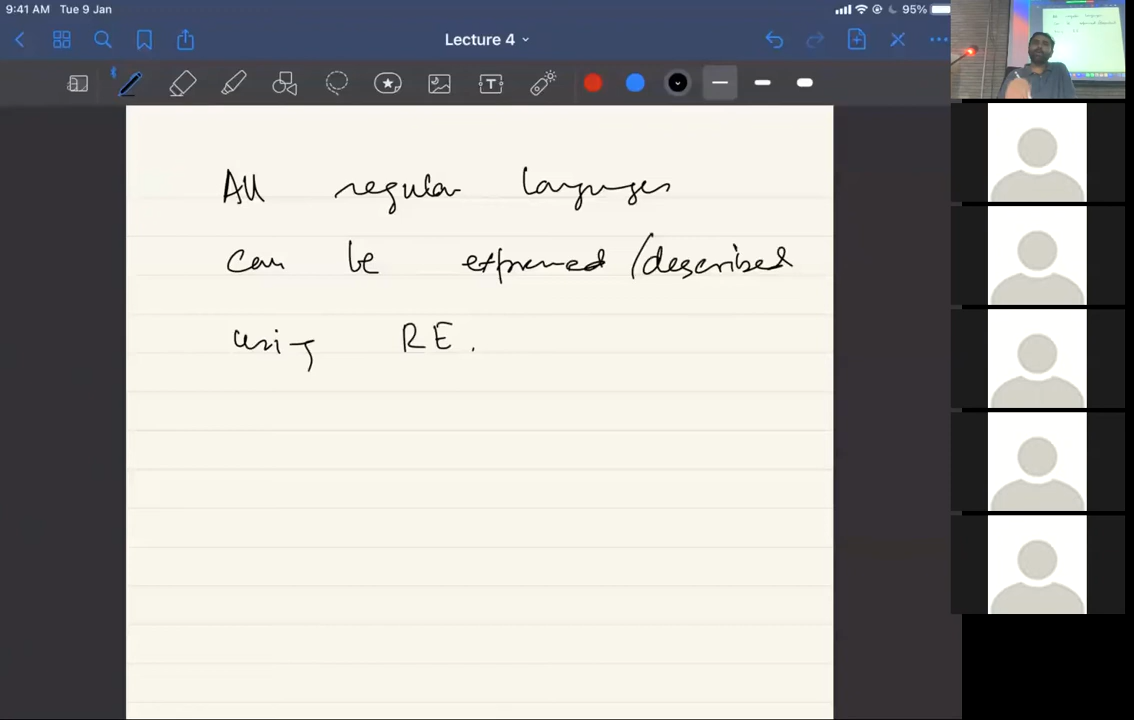 9:41 AM Tue 9 Jan
95%
Lecture 4
All regular languages
can be expressed/described
using RE.